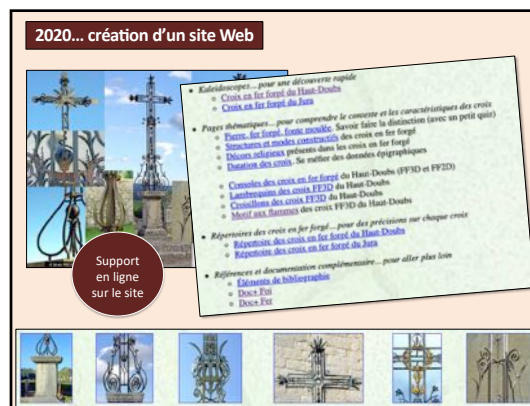 2020... création d'un site Web
• Kaleidoscopes... pour une découverte rapide
○ Croix en fer forgé du Haut-Doubs
○ Croix en fer forgé du Jura
• Pages thématiques... pour comprendre le contexte et les caractéristiques des croix
○ Pierre, fer forgé, fonte moulée. Savoir faire la distinction (avec un petit quiz)
○ Structures et modes constructifs des croix en fer forgé
○ Décors religieux présents dans les croix en fer forgé
○ Datation des croix. Se méfier des données épigraphiques
○ Consoles des croix en fer forgé du Haut-Doubs (FF3D et FF2D)
○ Lambrequins des croix FF3D du Haut-Doubs
○ Croisillons des croix FF3D du Haut-Doubs
○ Motif aux flammes des croix FF3D du Haut-Doubs
• Répertoires des croix en fer forgé... pour des précisions sur chaque croix
○ Répertoire des croix en fer forgé du Haut-Doubs
○ Répertoire des croix en fer forgé du Jura
• Références et documentation complémentaire... pour aller plus loin
○ Éléments de bibliographie
○ Doc+ Foi
○ Doc+ Fer
Support
en ligne
sur le site